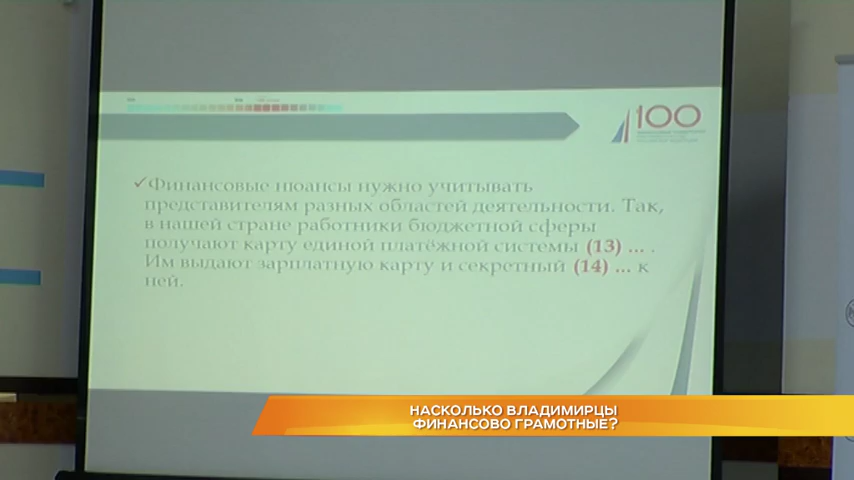 100
✓Финансовые нюансы нужно учитывать
представителям разных областей деятельности. Так,
в нашей стране работники бюджетной сферы
получают карту единой платёжной системы (13) ... .
Им выдают зарплатную карту и секретный (14) ... к
ней.
НАСКОЛЬКО ВЛАДИМИРЦЫ
ФИНАНСОВО ГРАМОТНЫЕ?